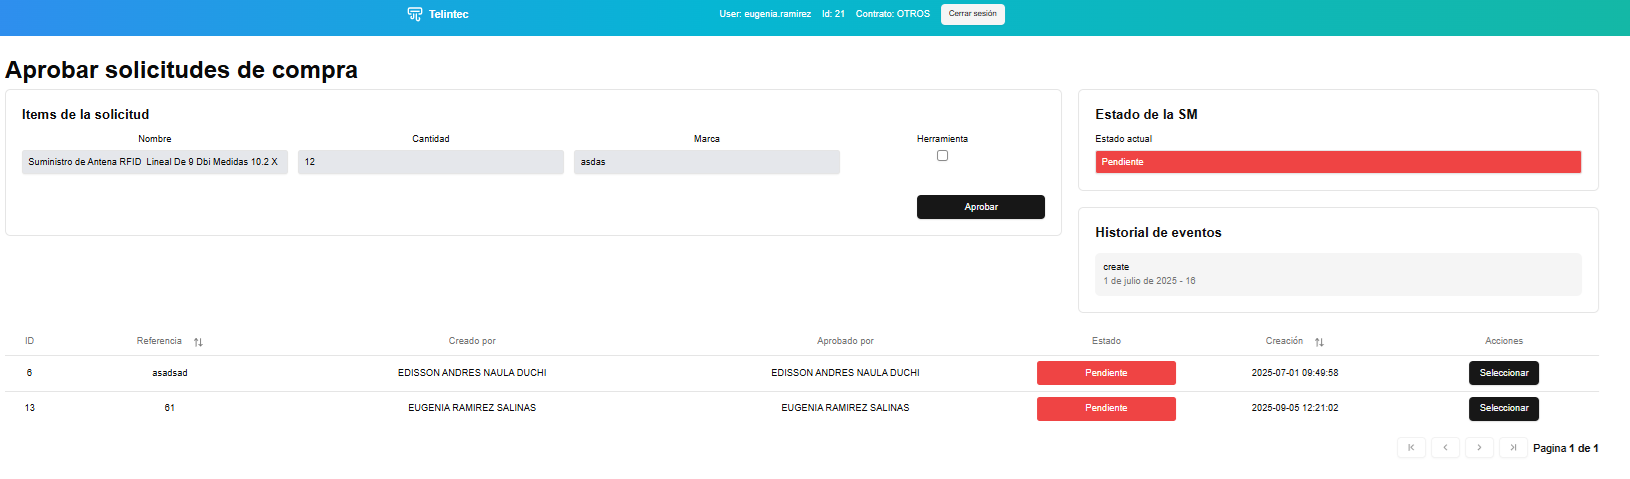 Telintec
User: eugenia.ramirez Id: 21 Contrato: OTROS Cerrar sesión
Aprobar solicitudes de compra
Items de la solicitud
Nombre Cantidad Marca Herramienta
Suministro de Antena RFID Lineal De 9 Dbi Medidas 10.2 X 12 asdas
Aprobar
Estado de la SM
Estado actual
Pendiente
Historial de eventos
create
1 de julio de 2025 - 16
ID Referencia Creado por Aprobado por Estado Creación Acciones
6 asadsad EDISSON ANDRES NAULA DUCHI EDISSON ANDRES NAULA DUCHI Pendiente 2025-07-01 09:49:58 Seleccionar
13 61 EUGENIA RAMIREZ SALINAS EUGENIA RAMIREZ SALINAS Pendiente 2025-09-05 12:21:02 Seleccionar
Pagina 1 de 1